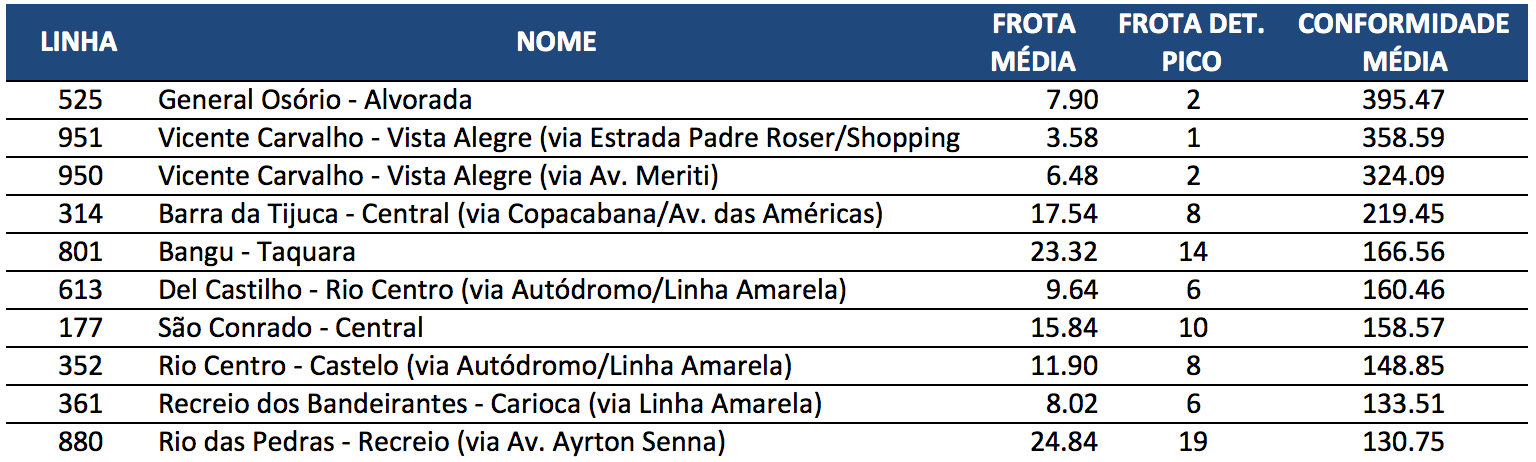 LINHA NOME FROTA MÉDIA FROTA DET. PICO CONFORMIDADE MÉDIA
525 General Osório - Alvorada 7.90 2 395.47
951 Vicente Carvalho - Vista Alegre (via Estrada Padre Roser/Shopping 3.58 1 358.59
950 Vicente Carvalho - Vista Alegre (via Av. Meriti) 6.48 2 324.09
314 Barra da Tijuca - Central (via Copacabana/Av. das Américas) 17.54 8 219.45
801 Bangu - Taquara 23.32 14 166.56
613 Del Castilho - Rio Centro (via Autódromo/Linha Amarela) 9.64 6 160.46
177 São Conrado - Central 15.84 10 158.57
352 Rio Centro - Castelo (via Autódromo/Linha Amarela) 11.90 8 148.85
361 Recreio dos Bandeirantes - Carioca (via Linha Amarela) 8.02 6 133.51
880 Rio das Pedras - Recreio (via Av. Ayrton Senna) 24.84 19 130.75